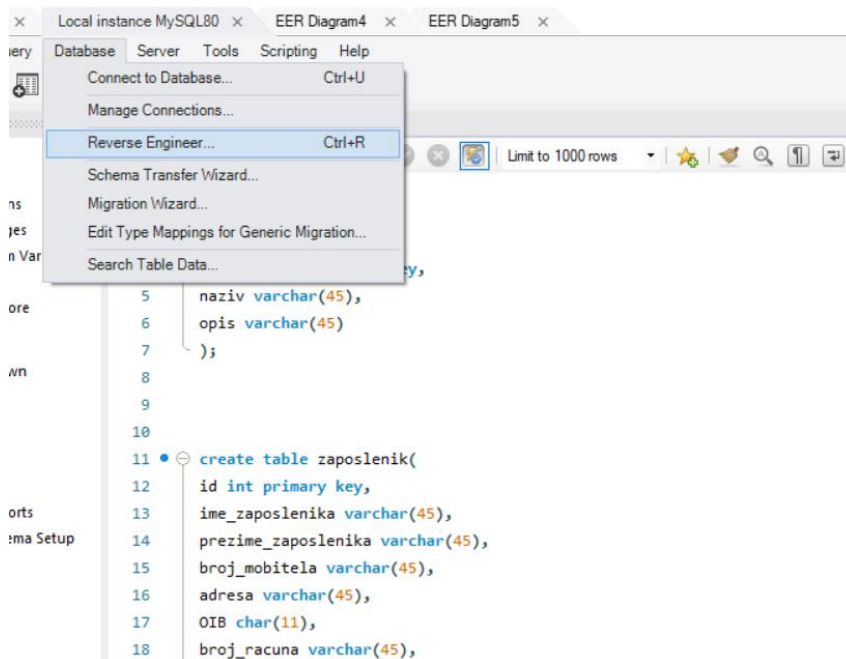 Local instance MySQL80 × EER Diagram4 × EER Diagram5 ×
Database Server Tools Scripting Help
Connect to Database... Ctrl+U
Manage Connections...
Reverse Engineer... Ctrl+R
Limit to 1000 rows
Schema Transfer Wizard...
Migration Wizard...
Edit Type Mappings for Generic Migration...
Search Table Data...
5 naziv varchar(45),
6 opis varchar(45)
7 );
8
9
10
11 create table zaposlenik(
12 id int primary key,
13 ime_zaposlenika varchar(45),
14 prezime_zaposlenika varchar(45),
15 broj_mobitela varchar(45),
16 adresa varchar(45),
17 OIB char(11),
18 broj_racuna varchar(45),